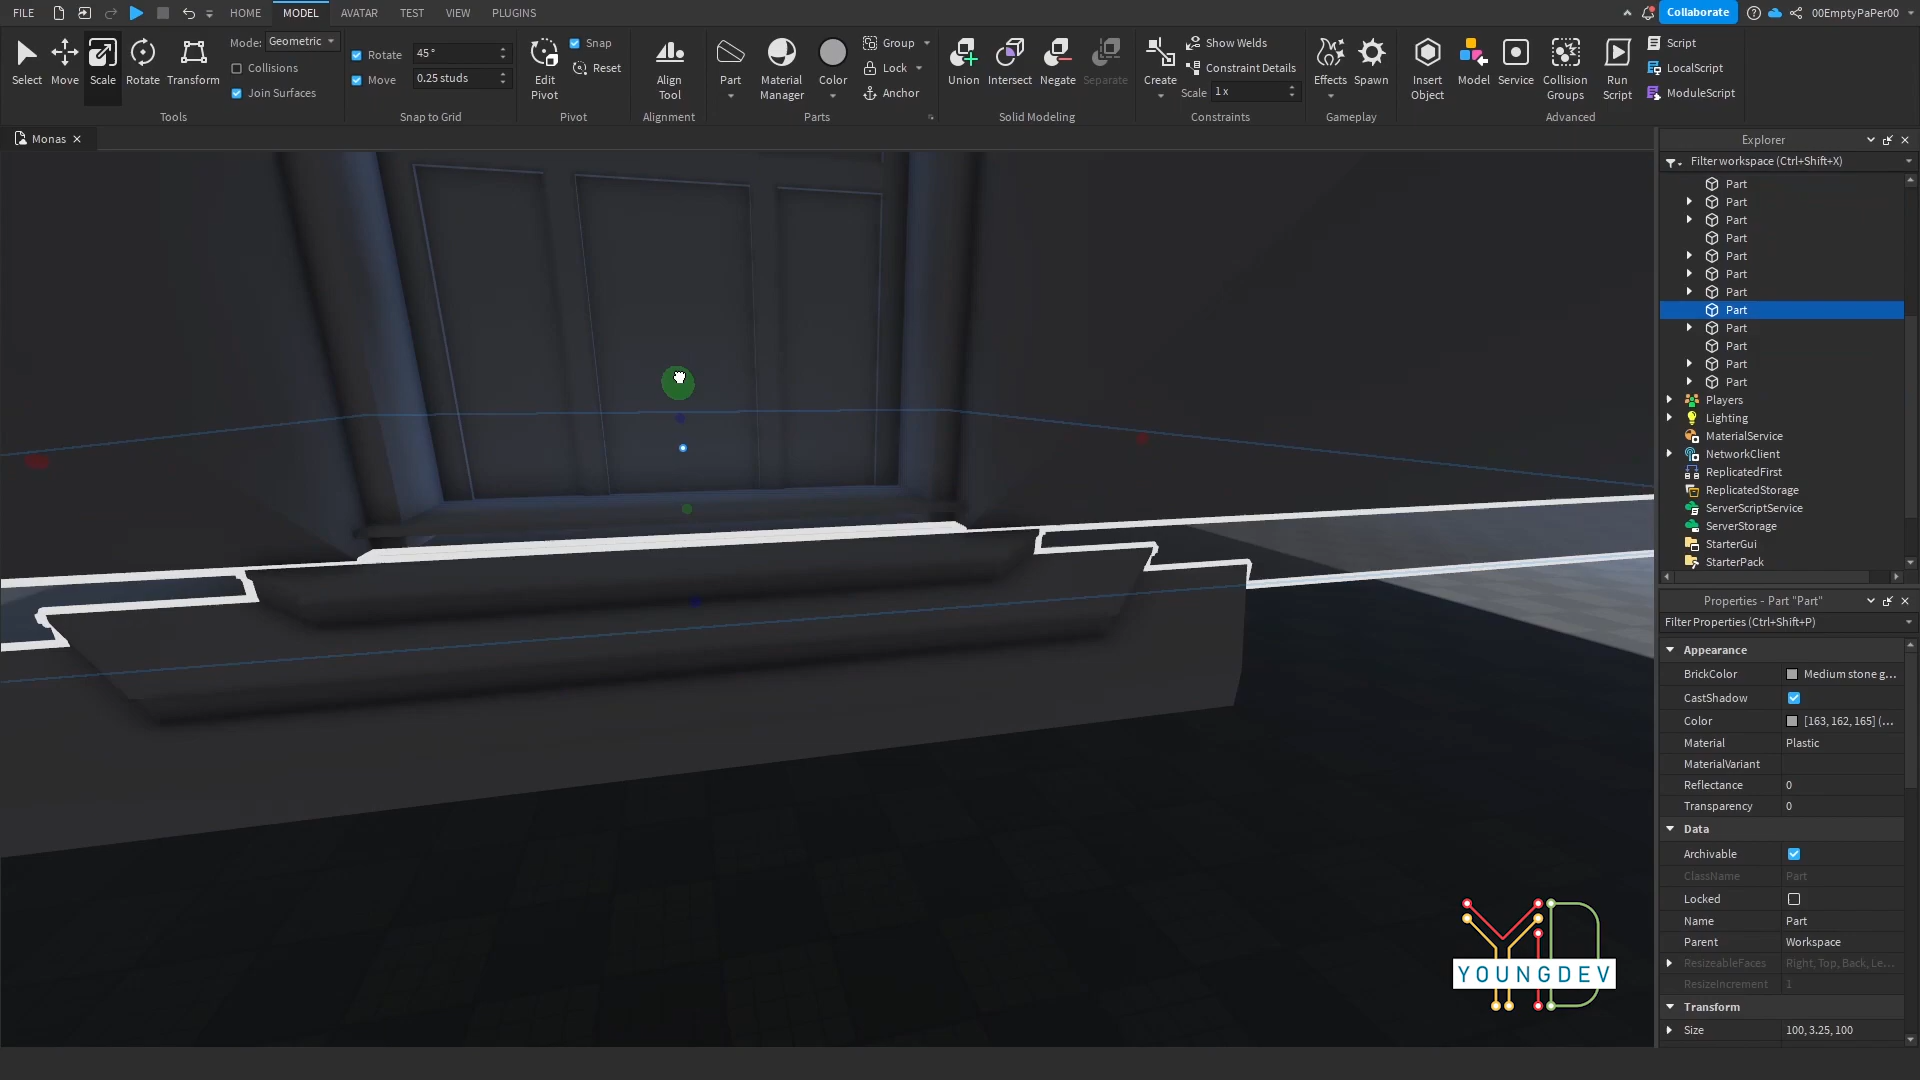 FILE HOME MODEL AVATAR TEST VIEW PLUGINS Collaborate 00EmptyPaPer00
Select Move Scale Rotate Transform
Mode: Geometric
Collisions
Join Surfaces
Tools
Rotate 45 °
Move 0.25 studs
Snap to Grid
Edit Pivot
Snap
Reset
Pivot
Align Tool
Alignment
Part
Material Manager
Color
Group
Lock
Anchor
Parts
Union Intersect Negate Separate
Solid Modeling
Create
Show Welds
Constraint Details
Scale 1 x
Constraints
Effects Spawn
Gameplay
Insert Object
Model
Service
Collision Groups
Run Script
Script
LocalScript
ModuleScript
Advanced
Monas
Explorer
Filter workspace (Ctrl+Shift+X)
Part
Part
Part
Part
Part
Part
Part
Part
Part
Part
Part
Part
Players
Lighting
MaterialService
NetworkClient
ReplicatedFirst
ReplicatedStorage
ServerScriptService
ServerStorage
StarterGui
StarterPack
Properties - Part "Part"
Filter Properties (Ctrl+Shift+P)
Appearance
BrickColor Medium stone g...
CastShadow
Color [163, 162, 165] (...
Material Plastic
MaterialVariant
Reflectance 0
Transparency 0
Data
Archivable
ClassName Part
Locked
Name Part
Parent Workspace
ResizeableFaces Right, Top, Back, Le...
ResizeIncrement 1
Transform
Size 100, 3.25, 100
YD
YOUNGDEV